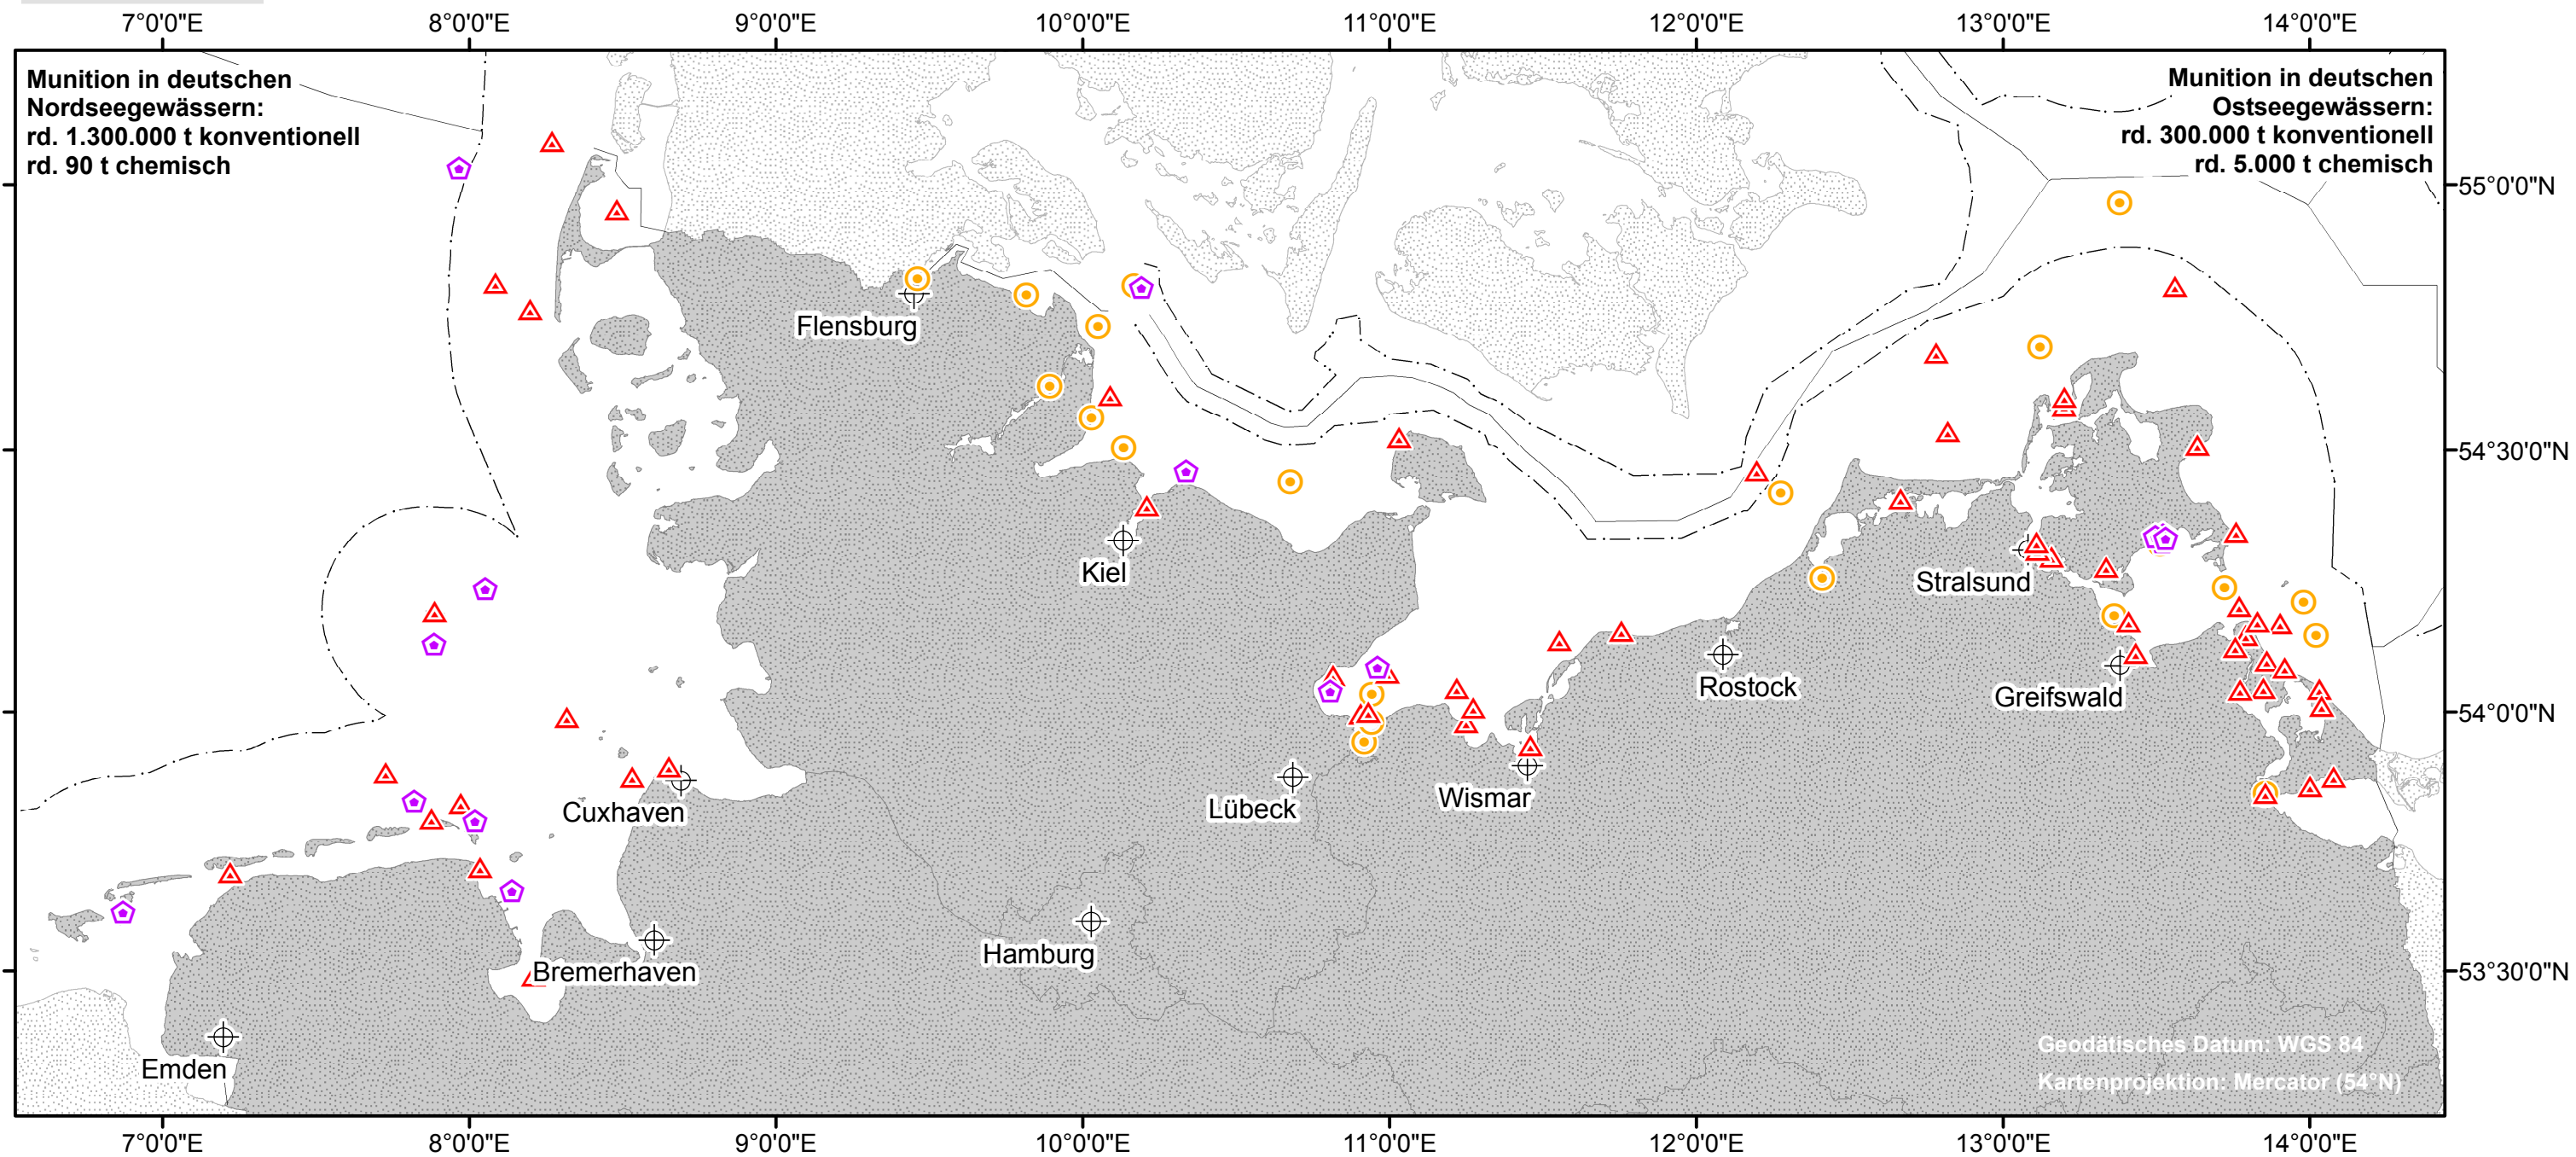 7°0'0"E 8°0'0"E 9°0'0"E 10°0'0"E 11°0'0"E 12°0'0"E 13°0'0"E 14°0'0"E
Munition in deutschen
Nordseegewässern:
rd. 1.300.000 t konventionell
rd. 90 t chemisch
Munition in deutschen
Ostseegewässern:
rd. 300.000 t konventionell
rd. 5.000 t chemisch
55°0'0"N
Flensburg
54°30'0"N
Kiel
Stralsund
Rostock
Greifswald
54°0'0"N
Cuxhaven
Lübeck
Wismar
Hamburg
Bremerhaven
53°30'0"N
Emden
Geodätisches Datum: WGS 84
Kartenprojektion: Mercator (54°N)
7°0'0"E 8°0'0"E 9°0'0"E 10°0'0"E 11°0'0"E 12°0'0"E 13°0'0"E 14°0'0"E